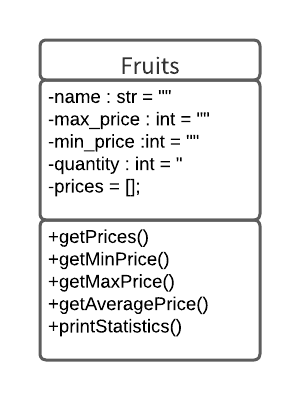 Fruits
-name : str = ""
-max_price : int = ""
-min_price :int = ""
-quantity : int = "
-prices = [];
+getPrices()
+getMinPrice()
+getMaxPrice()
+getAveragePrice()
+printStatistics()